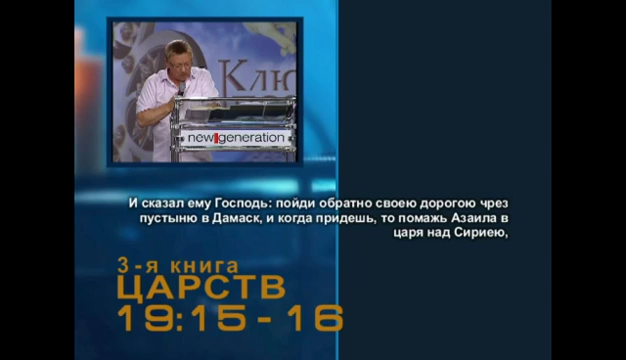 Клю
new generation
И сказал ему Господь: пойди обратно своею дорогою чрез
пустыню в Дамаск, и когда придешь, то помажь Азаила в
царя над Сириею,
3-я книга
ЦАРСТВ
19:15-16